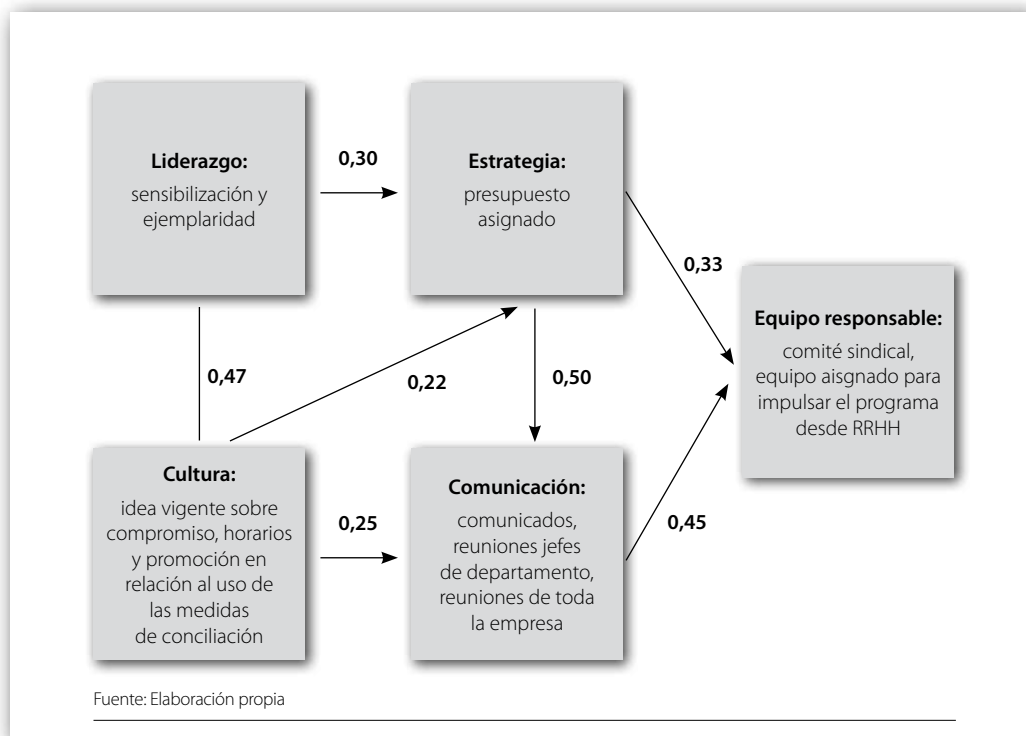 Liderazgo:
sensibilización y
ejemplaridad
0,30
Estrategia:
presupuesto
asignado
0,33
Equipo responsable:
comité sindical,
equipo aisgnado para
impulsar el programa
desde RRHH
0,47
0,22
0,50
Cultura:
idea vigente sobre
compromiso, horarios
y promoción en
relación al uso de
las medidas
de conciliación
0,25
Comunicación:
comunicados,
reuniones jefes
de departamento,
reuniones de toda
la empresa
0,45
Fuente: Elaboración propia